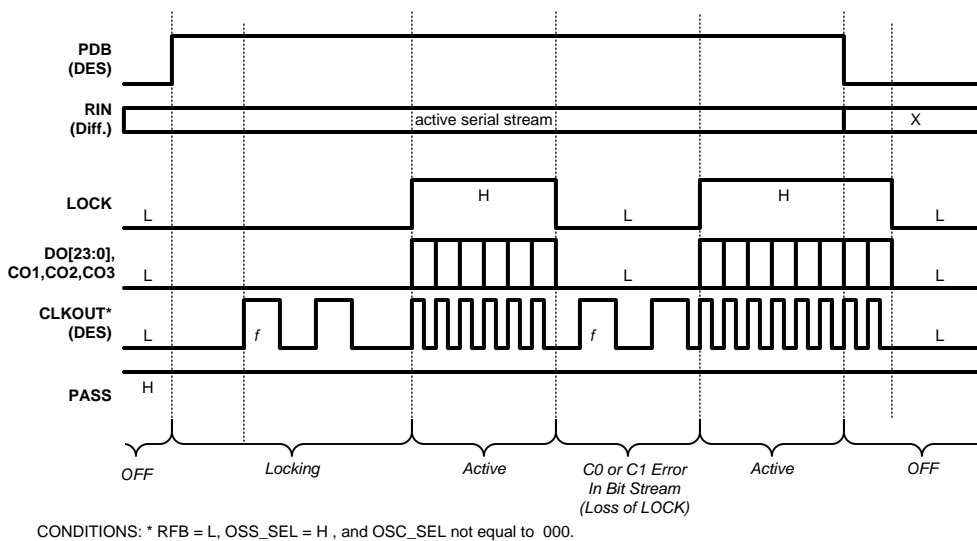 PDB
(DES)
RIN
(Diff.)
active serial stream
X
LOCK
L
H
L
H
L
DO[23:0],
CO1,CO2,CO3
L
L
L
CLKOUT*
(DES)
L
f
f
L
PASS
H
OFF
Locking
Active
C0 or C1 Error
In Bit Stream
(Loss of LOCK)
Active
OFF
CONDITIONS: * RFB = L, OSS_SEL = H , and OSC_SEL not equal to 000.